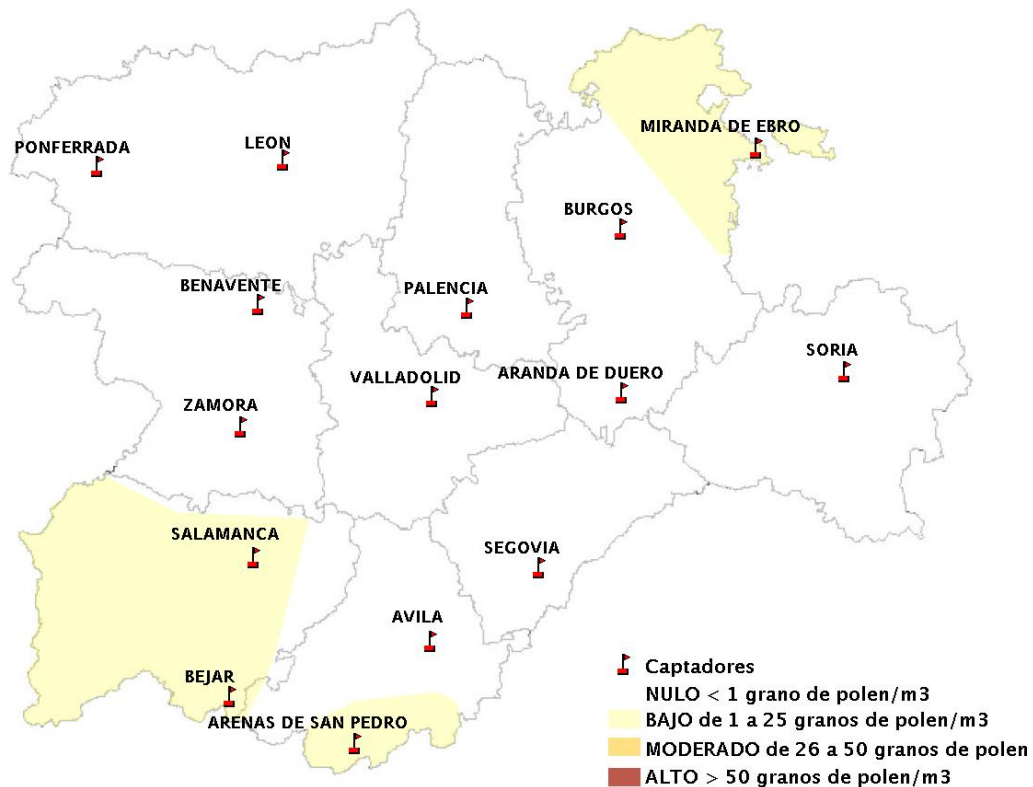 MIRANDA DE EBRO
PONFERRADA
LEON
BURGOS
BENAVENTE
PALENCIA
SORIA
VALLADOLID
ARANDA DE DUERO
ZAMORA
SALAMANCA
SEGOVIA
AVILA
BEJAR
ARENAS DE SAN PEDRO
Captadores
NULO < 1 grano de polen/m3
BAJO de 1 a 25 granos de polen/m3
MODERADO de 26 a 50 granos de polen
ALTO > 50 granos de polen/m3